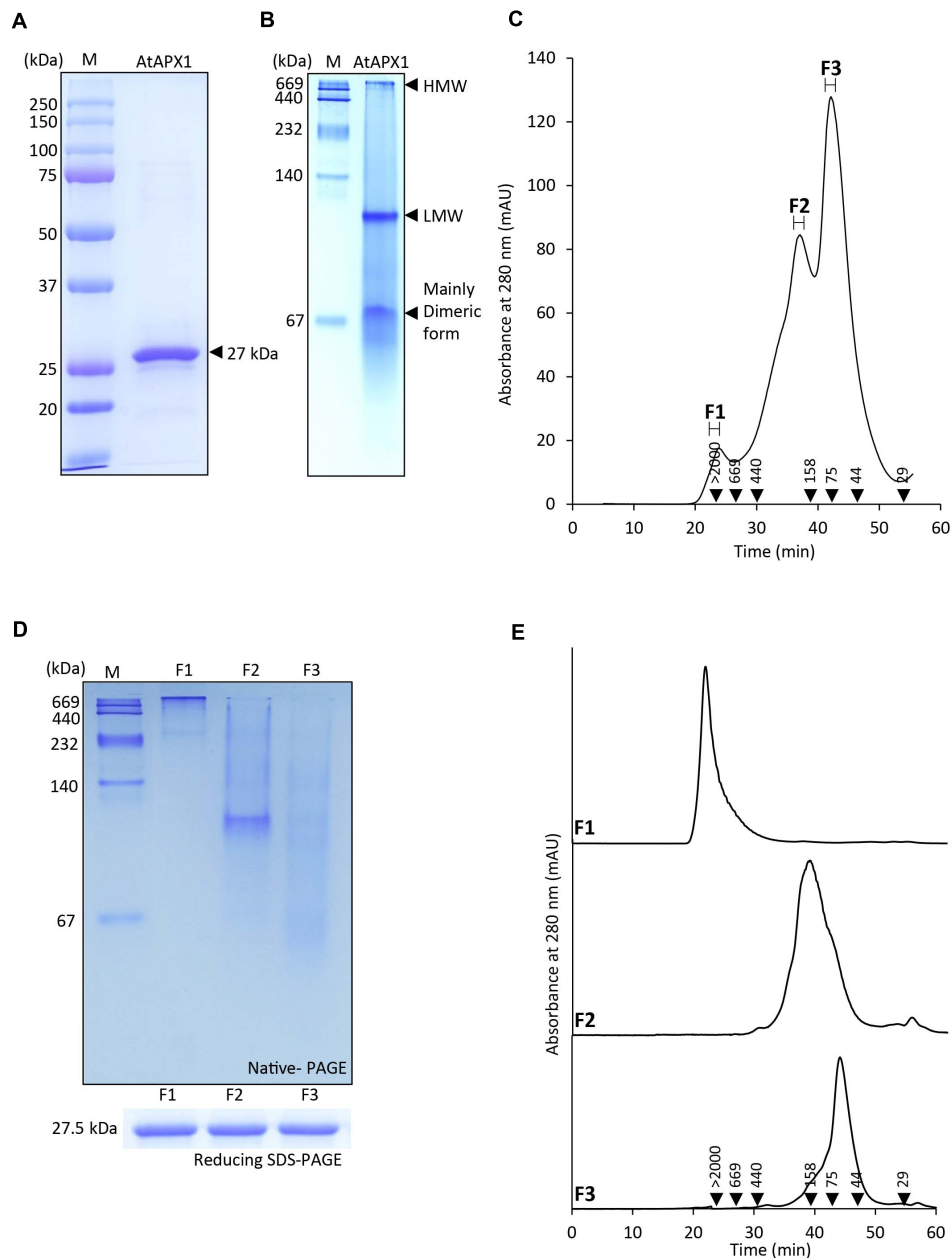 A
(kDa) M AtAPX1
250
150
100
75
50
37
25
20
27 kDa
B
(kDa) M AtAPX1
669
440
232
140
67
HMW
LMW
Mainly
Dimeric
form
C
Absorbance at 280 nm (mAU)
140
120
100
80
60
40
20
0
F1
F2
F3
>2000 669 440 158 75 44 29
0 10 20 30 40 50 60
Time (min)
D
(kDa) M F1 F2 F3
669
440
232
140
67
Native- PAGE
F1 F2 F3
27.5 kDa
Reducing SDS-PAGE
E
Absorbance at 280 nm (mAU)
F1
F2
F3
>2000 669 440 158 75 44 29
0 10 20 30 40 50 60
Time (min)